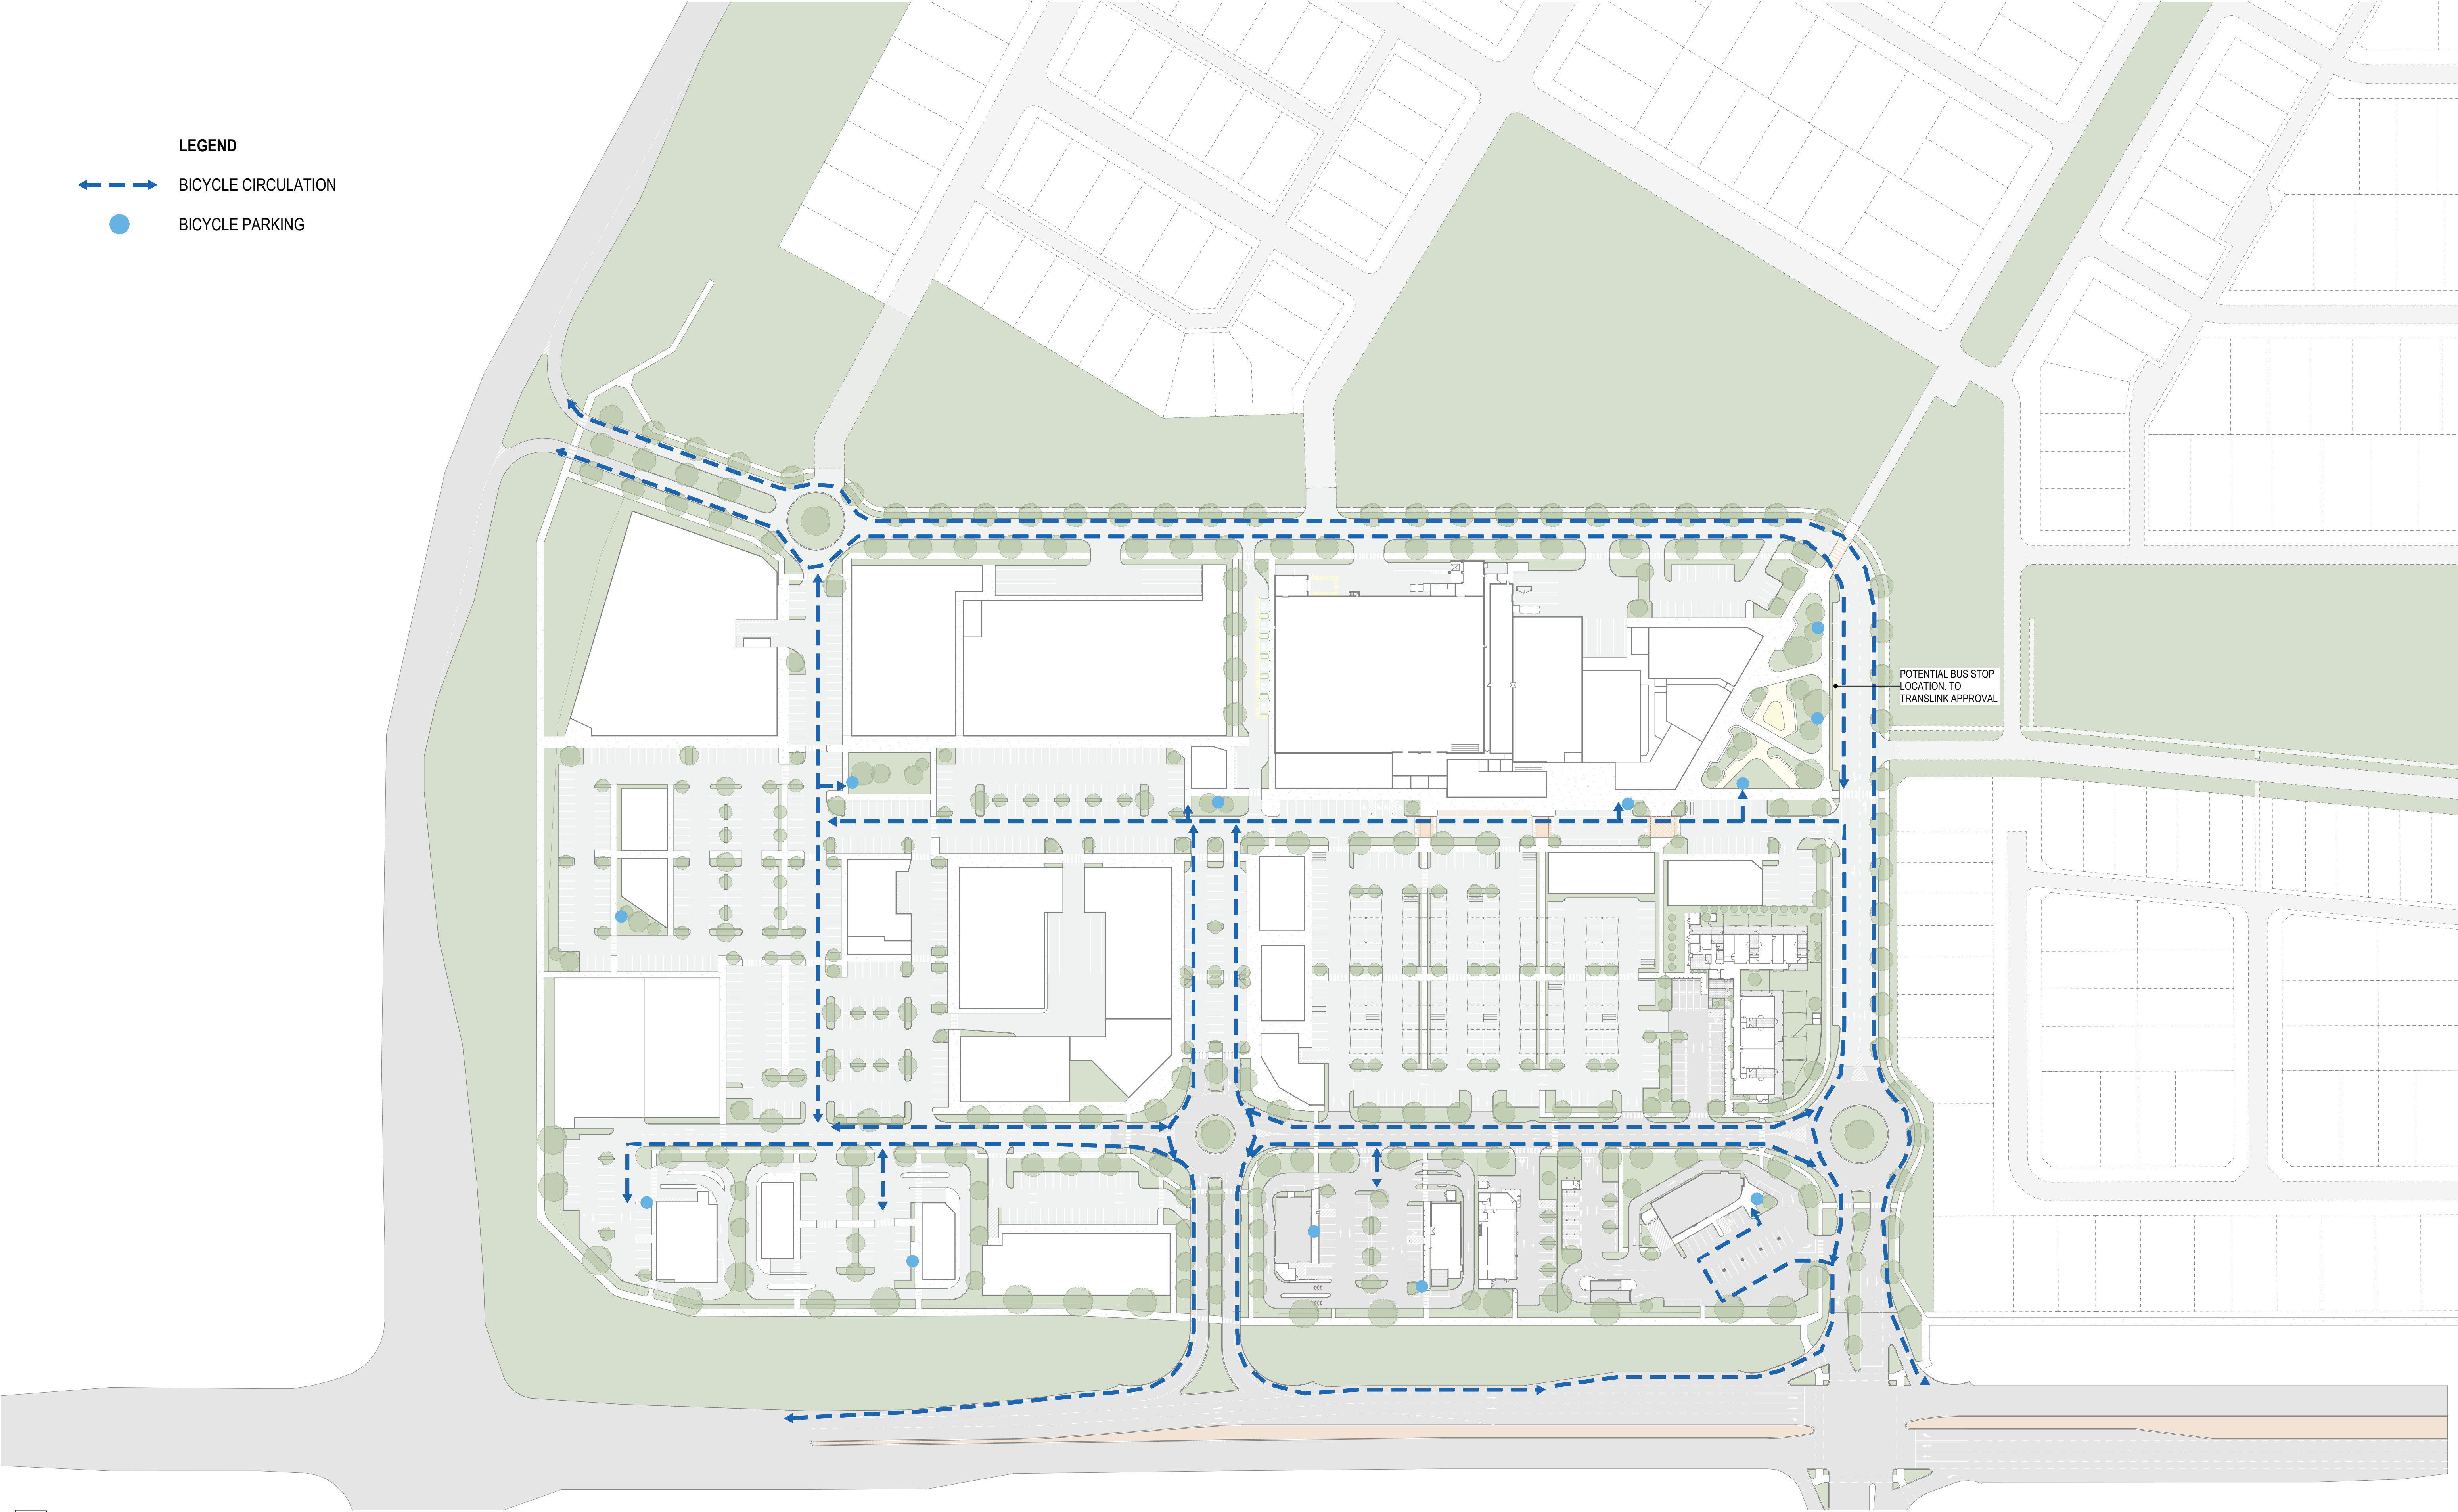 LEGEND
BICYCLE CIRCULATION
BICYCLE PARKING
POTENTIAL BUS STOP
LOCATION. TO
TRANSLINK APPROVAL